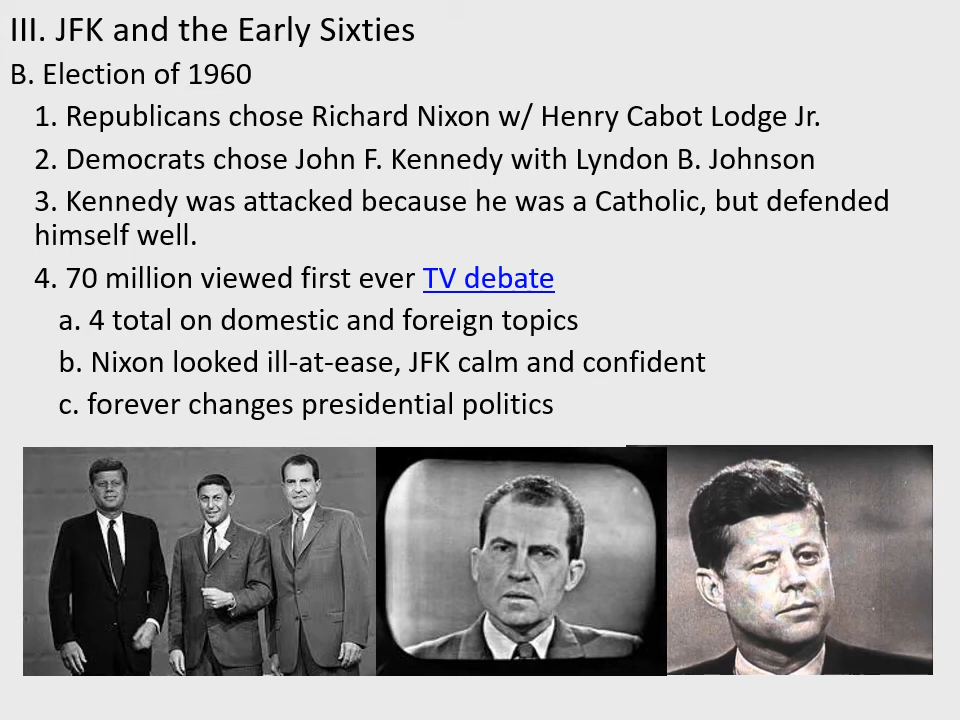 III. JFK and the Early Sixties
B. Election of 1960
1. Republicans chose Richard Nixon w/ Henry Cabot Lodge Jr.
2. Democrats chose John F. Kennedy with Lyndon B. Johnson
3. Kennedy was attacked because he was a Catholic, but defended
himself well.
4. 70 million viewed first ever TV debate
a. 4 total on domestic and foreign topics
b. Nixon looked ill-at-ease, JFK calm and confident
c. forever changes presidential politics